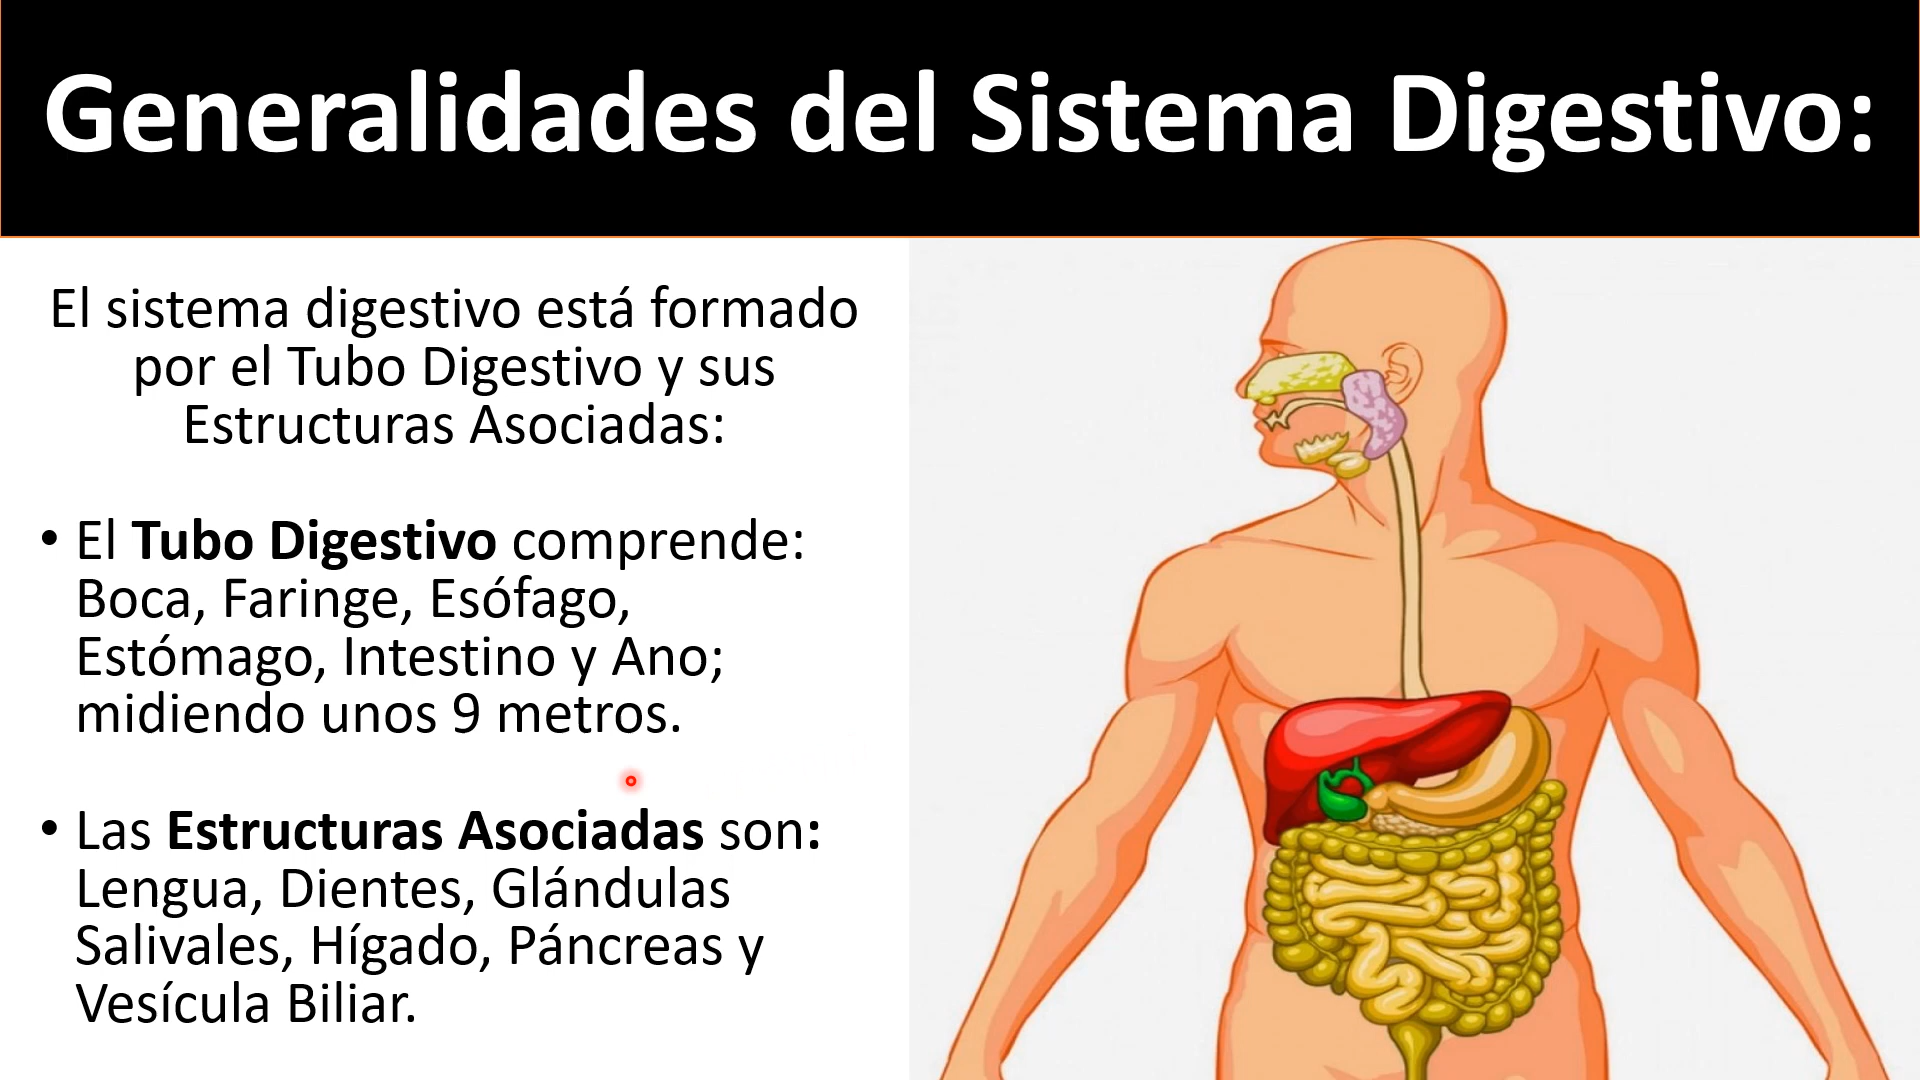 Generalidades del Sistema Digestivo:
El sistema digestivo está formado
por el Tubo Digestivo y sus
Estructuras Asociadas:
• El Tubo Digestivo comprende:
Boca, Faringe, Esófago,
Estómago, Intestino y Ano;
midiendo unos 9 metros.
• Las Estructuras Asociadas son:
Lengua, Dientes, Glándulas
Salivales, Hígado, Páncreas y
Vesícula Biliar.